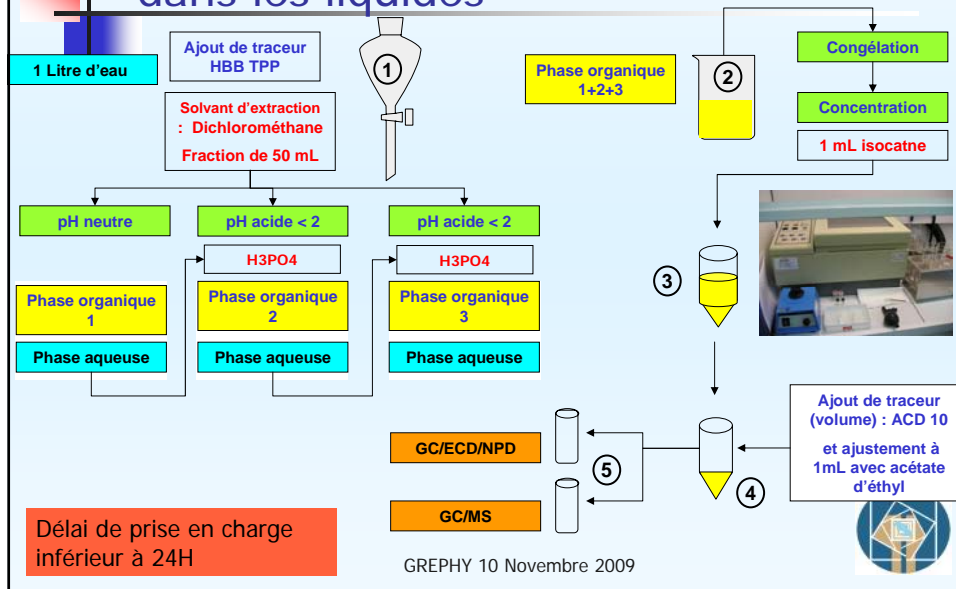 dans les liquides
1 Litre d'eau
Ajout de traceur
HBB TPP
Solvant d'extraction
: Dichlorométhane
Fraction de 50 mL
1
pH neutre
pH acide < 2
pH acide < 2
H3PO4
H3PO4
Phase organique
1
Phase organique
2
Phase organique
3
Phase aqueuse
Phase aqueuse
Phase aqueuse
Phase organique
1+2+3
2
Congélation
Concentration
1 mL isocatne
3
Ajout de traceur
(volume) : ACD 10
et ajustement à
1mL avec acétate
d'éthyl
4
GC/ECD/NPD
5
GC/MS
Délai de prise en charge
inférieur à 24H
GREPHY 10 Novembre 2009